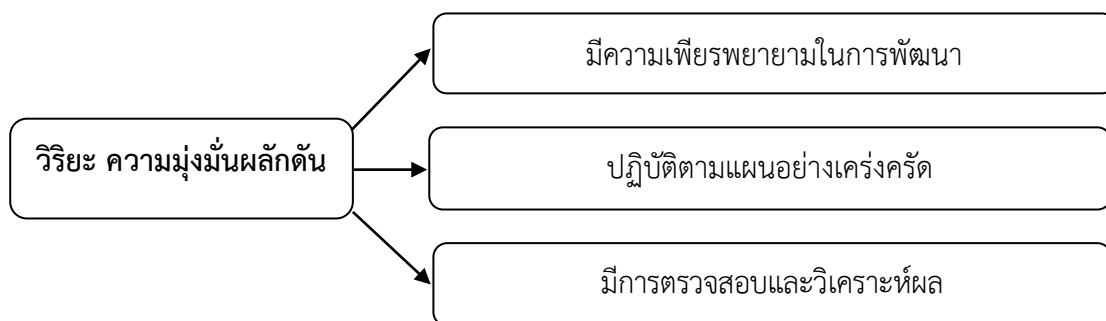 มีความเพียรพยายามในการพัฒนา
วิริยะ ความมุ่งมั่นผลักดัน
ปฏิบัติตามแผนอย่างเคร่งครัด
มีการตรวจสอบและวิเคราะห์ผล